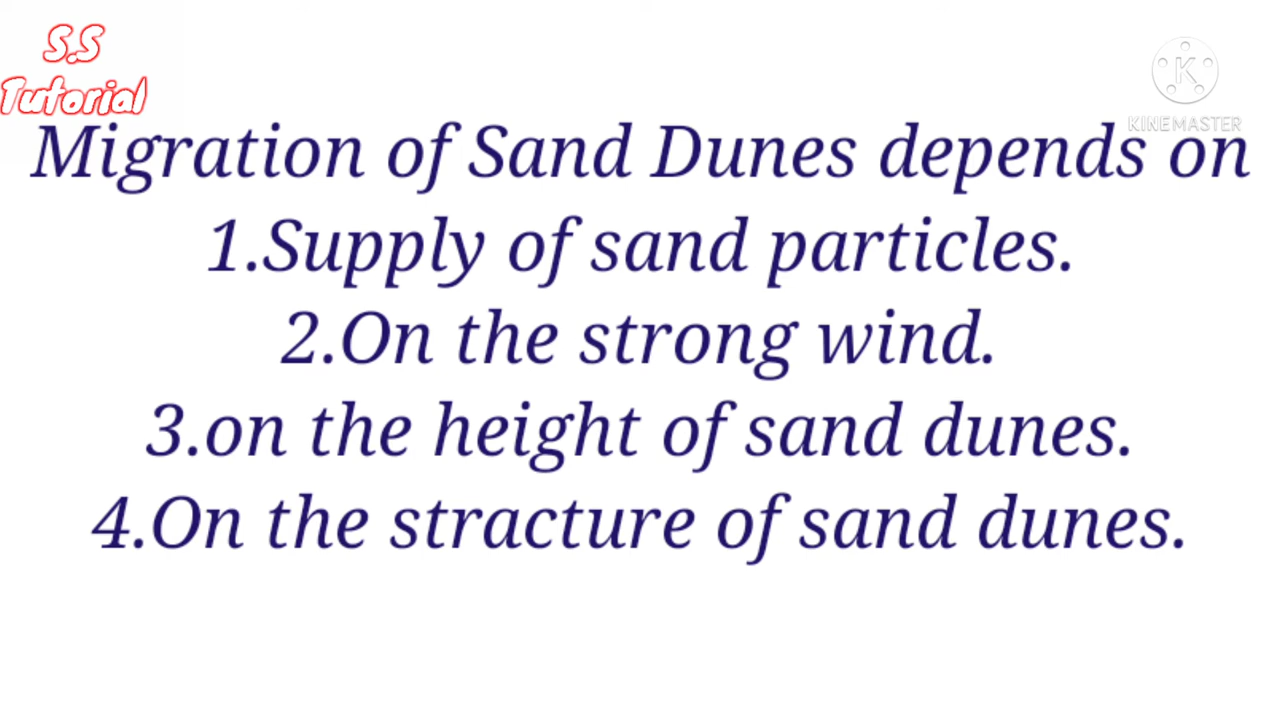 S.S
Tutorial
KINEMASTER
Migration of Sand Dunes depends on
1.Supply of sand particles.
2.On the strong wind.
3.on the height of sand dunes.
4.On the stracture of sand dunes.